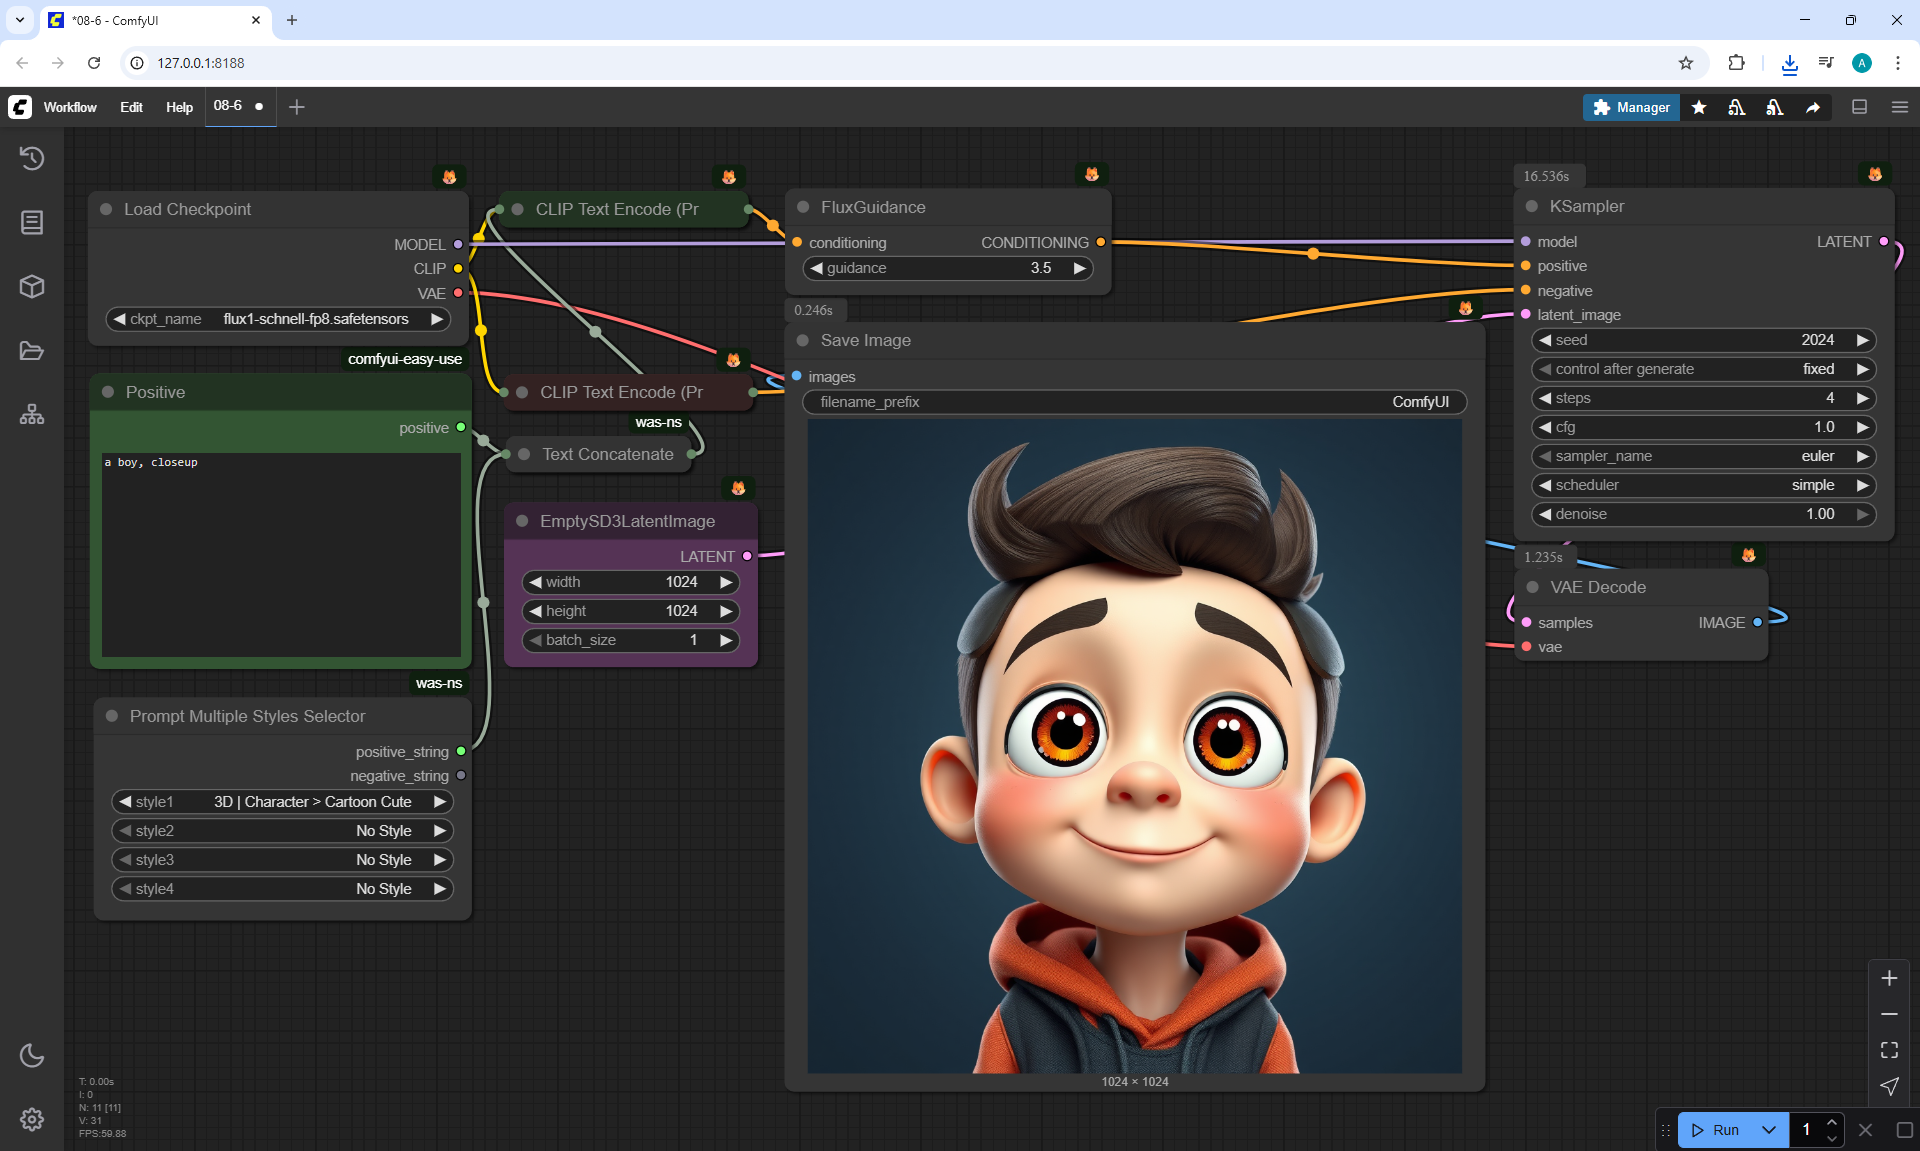 *08-6 - ComfyUI
127.0.0.1:8188
Workflow
Edit
Help
08-6
Manager
Load Checkpoint
MODEL
CLIP
VAE
ckpt_name flux1-schnell-fp8.safetensors
comfyui-easy-use
Positive
positive
a boy, closeup
was-ns
Prompt Multiple Styles Selector
positive_string
negative_string
style1 3D | Character > Cartoon Cute
style2 No Style
style3 No Style
style4 No Style
CLIP Text Encode (Pr
CLIP Text Encode (Pr
was-ns
Text Concatenate
EmptySD3LatentImage
LATENT
width 1024
height 1024
batch_size 1
FluxGuidance
conditioning CONDITIONING
guidance 3.5
0.246s
Save Image
images
filename_prefix ComfyUI
1024 × 1024
16.536s
KSampler
model LATENT
positive
negative
latent_image
seed 2024
control after generate fixed
steps 4
cfg 1.0
sampler_name euler
scheduler simple
denoise 1.00
1.235s
VAE Decode
samples IMAGE
vae
T: 0.00s
I: 0
N: 11 [11]
V: 31
FPS:59.88
Run
1
A